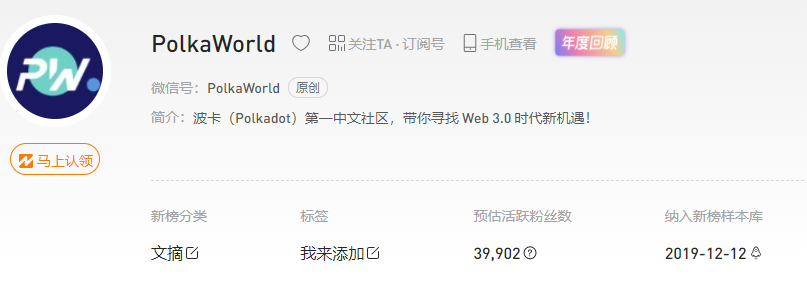 PW.
PolkaWorld 关注TA · 订阅号 手机查看 年度回顾
微信号: PolkaWorld 原创
简介: 波卡（Polkadot）第一中文社区，带你寻找 Web 3.0 时代新机遇！
马上认领
新榜分类 标签 预估活跃粉丝数 纳入新榜样本库
文摘 我来添加 39,902 2019-12-12